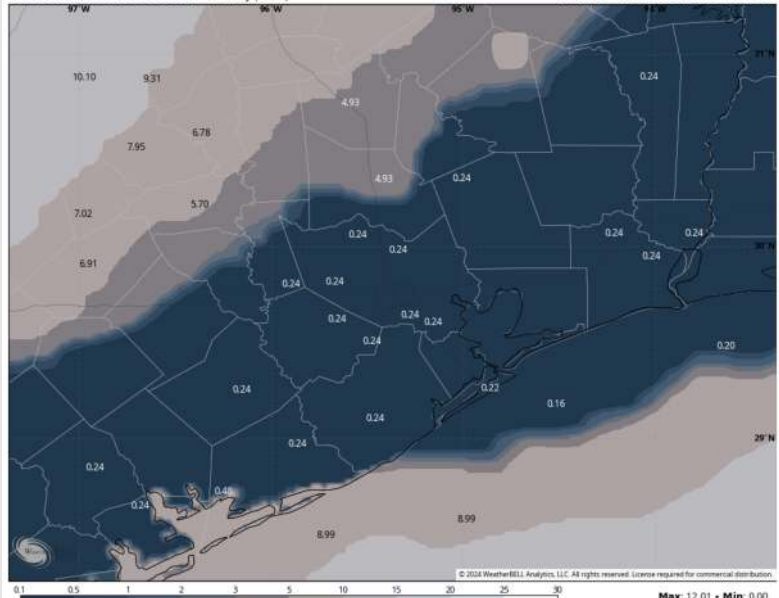 97°W 96°W 95°W 94°W
31°N
0.24
10.10 9.31
4.93
6.78
7.95
4.93 0.24
5.70
7.02
0.24 0.24 0.24
30°N
0.24 0.24
6.91
0.24 0.24
0.24 0.24 0.24
0.24
0.20
0.22
0.24
0.16
0.24
29°N
0.24
0.24
0.24
8.99
8.99
© 2024 WeatherBELL Analytics, LLC. All rights reserved. License required for commercial distribution.
0.1 0.5 1 2 3 5 10 15 20 25 30
Max: 12.01 • Min: 0.00